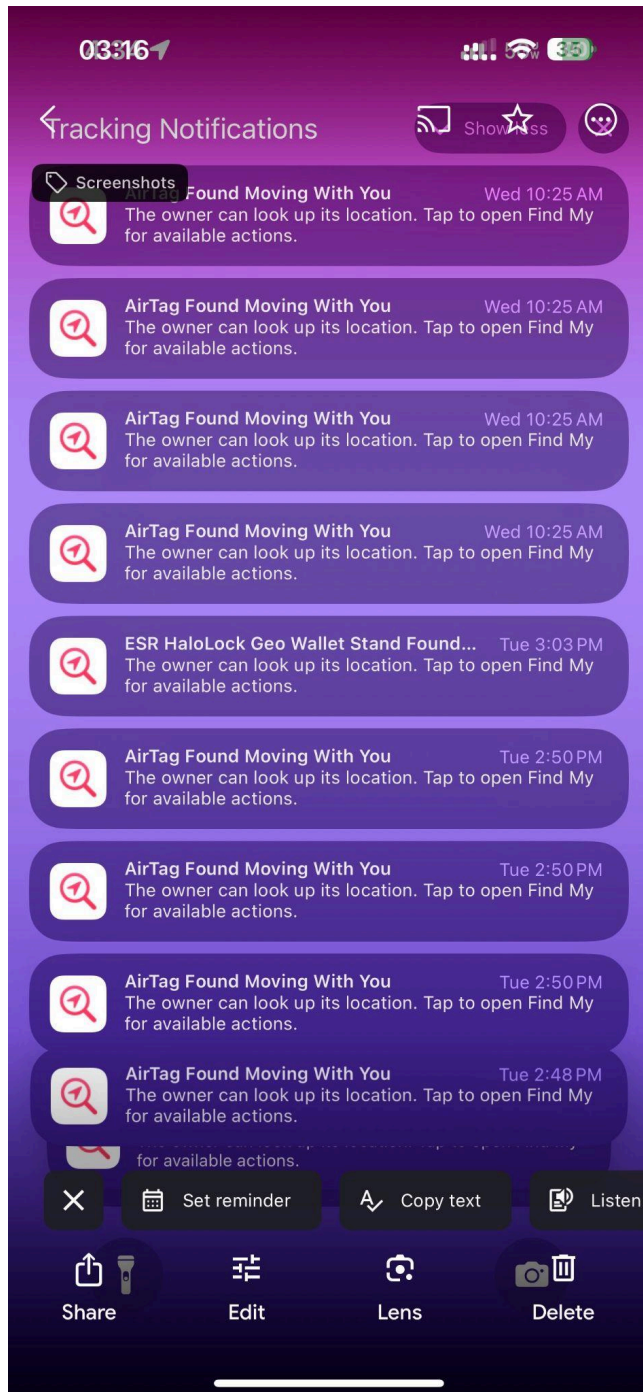 03:16
35
Tracking Notifications
Show less
Screenshots
AirTag Found Moving With You Wed 10:25 AM
The owner can look up its location. Tap to open Find My
for available actions.
AirTag Found Moving With You Wed 10:25 AM
The owner can look up its location. Tap to open Find My
for available actions.
AirTag Found Moving With You Wed 10:25 AM
The owner can look up its location. Tap to open Find My
for available actions.
AirTag Found Moving With You Wed 10:25 AM
The owner can look up its location. Tap to open Find My
for available actions.
ESR HaloLock Geo Wallet Stand Found... Tue 3:03 PM
The owner can look up its location. Tap to open Find My
for available actions.
AirTag Found Moving With You Tue 2:50 PM
The owner can look up its location. Tap to open Find My
for available actions.
AirTag Found Moving With You Tue 2:50 PM
The owner can look up its location. Tap to open Find My
for available actions.
AirTag Found Moving With You Tue 2:50 PM
The owner can look up its location. Tap to open Find My
for available actions.
AirTag Found Moving With You Tue 2:48 PM
The owner can look up its location. Tap to open Find My
for available actions.
for available actions.
Set reminder Copy text Listen
Share Edit Lens Delete